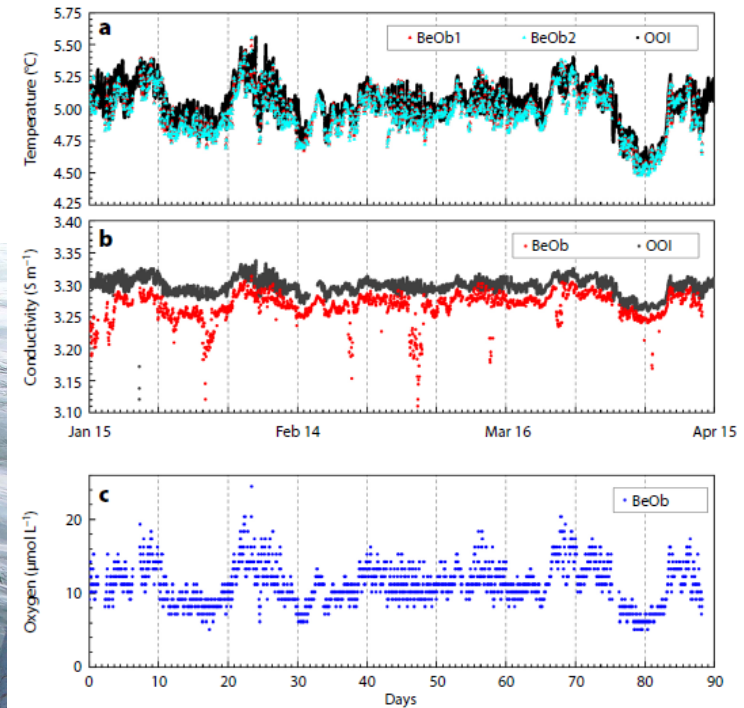 a
BeOb1 BeOb2 OOI
Temperature (ºC)
5.75
5.50
5.25
5.00
4.75
4.50
4.25
b
BeOb OOI
Conductivity (S m⁻¹)
3.40
3.35
3.30
3.25
3.20
3.15
3.10
Jan 15 Feb 14 Mar 16 Apr 15
c
BeOb
Oxygen (µmol L⁻¹)
20
10
0
0 10 20 30 40 50 60 70 80 90
Days